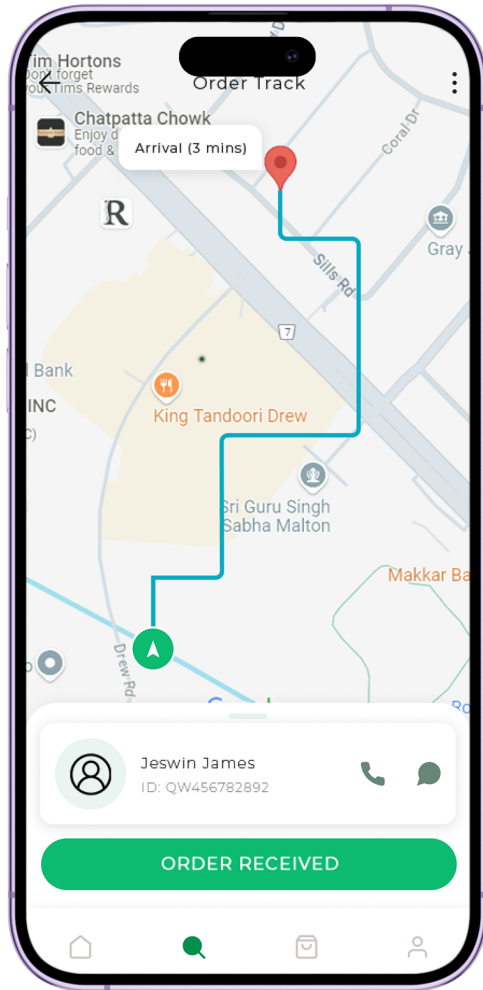 Tim Hortons
Don't forget
your Tims Rewards
Order Track
Chatpatta Chowk
Enjoy d
food &
Arrival (3 mins)
Coral Dr
R
Gray
Sills Rd
7
Bank
INC
C)
King Tandoori Drew
Sri Guru Singh
Sabha Malton
Makkar Ba
Drew Rd
Jeswin James
ID: QW456782892
ORDER RECEIVED